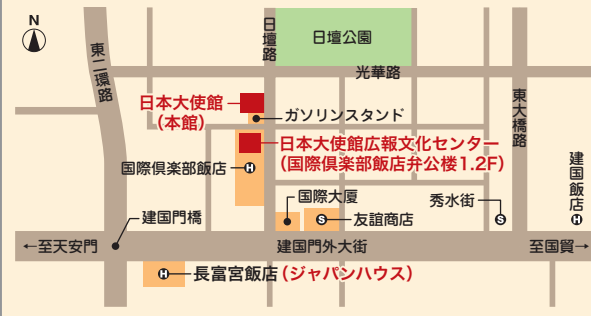 N
日壇公園
日壇路
東二環路
光華路
日本大使館
(本館)
ガソリンスタンド
東大橋路
日本大使館広報文化センター
(国際倶楽部飯店弁公楼1.2F)
国際倶楽部飯店 H
建国飯店
H
国際大厦
秀水街
S
建国門橋
S 友誼商店
←至天安門
建国門外大街
至国貿→
H 長富宮飯店(ジャパンハウス)